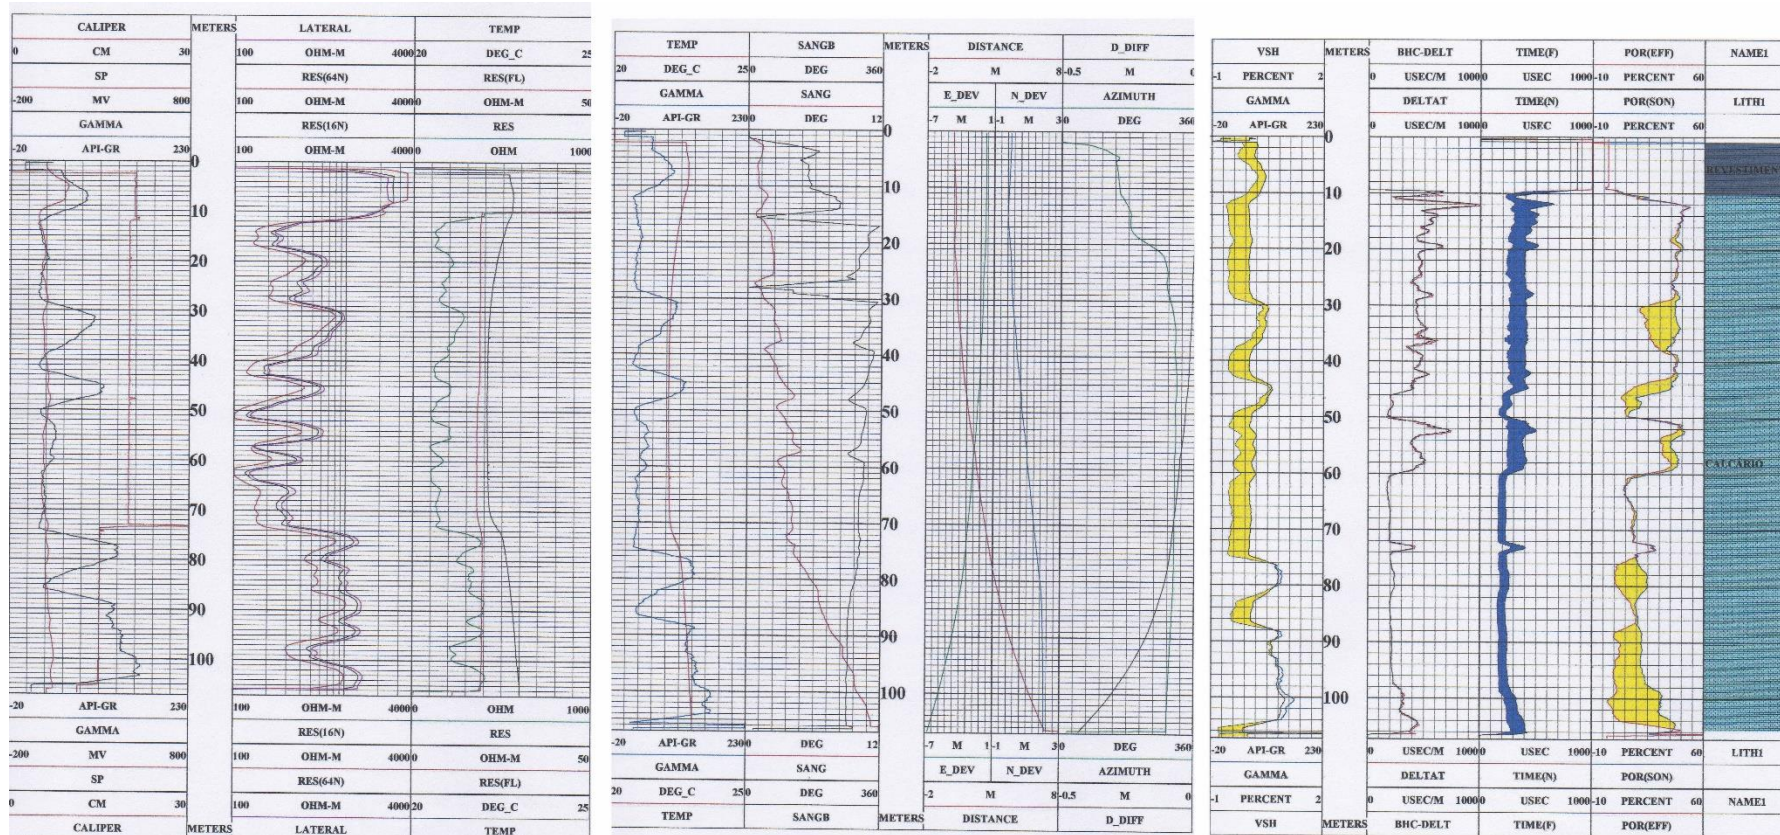 CALIPER METERS LATERAL TEMP
0 CM 30 100 OHM-M 40000 20 DEG_C 25
SP RES(64N) RES(FL)
-200 MV 800 100 OHM-M 40000 OHM-M 50
GAMMA RES(16N) RES
-20 API-GR 230 100 OHM-M 40000 OHM 1000
0
10
20
30
40
50
60
70
80
90
100
-20 API-GR 230 100 OHM-M 40000 OHM 1000
GAMMA RES(16N) RES
-200 MV 800 100 OHM-M 40000 OHM-M 50
SP RES(64N) RES(FL)
0 CM 30 100 OHM-M 40000 20 DEG_C 25
CALIPER METERS LATERAL TEMP
TEMP SANGB METERS DISTANCE D_DIFF
20 DEG_C 25 0 DEG 360 -2 M 8 -0.5 M 0
GAMMA SANG E_DEV N_DEV AZIMUTH
-20 API-GR 230 0 DEG 12 -7 M 1 -1 M 3 0 DEG 360
0
10
20
30
40
50
60
70
80
90
100
-20 API-GR 230 0 DEG 12 -7 M 1 -1 M 3 0 DEG 360
GAMMA SANG E_DEV N_DEV AZIMUTH
20 DEG_C 25 0 DEG 360 -2 M 8 -0.5 M 0
TEMP SANGB METERS DISTANCE D_DIFF
VSH METERS BHC-DELT TIME(F) POR(EFF) NAME1
-1 PERCENT 2 0 USEC/M 1000 0 USEC 1000 -10 PERCENT 60
GAMMA DELTAT TIME(N) POR(SON) LITH1
-20 API-GR 230 0 USEC/M 1000 0 USEC 1000 -10 PERCENT 60
0
REVESTIMEN
10
20
30
40
50
CALCARIO
60
70
80
90
100
-20 API-GR 230 0 USEC/M 1000 0 USEC 1000 -10 PERCENT 60 LITH1
GAMMA DELTAT TIME(N) POR(SON)
-1 PERCENT 2 0 USEC/M 1000 0 USEC 1000 -10 PERCENT 60 NAME1
VSH METERS BHC-DELT TIME(F) POR(EFF)